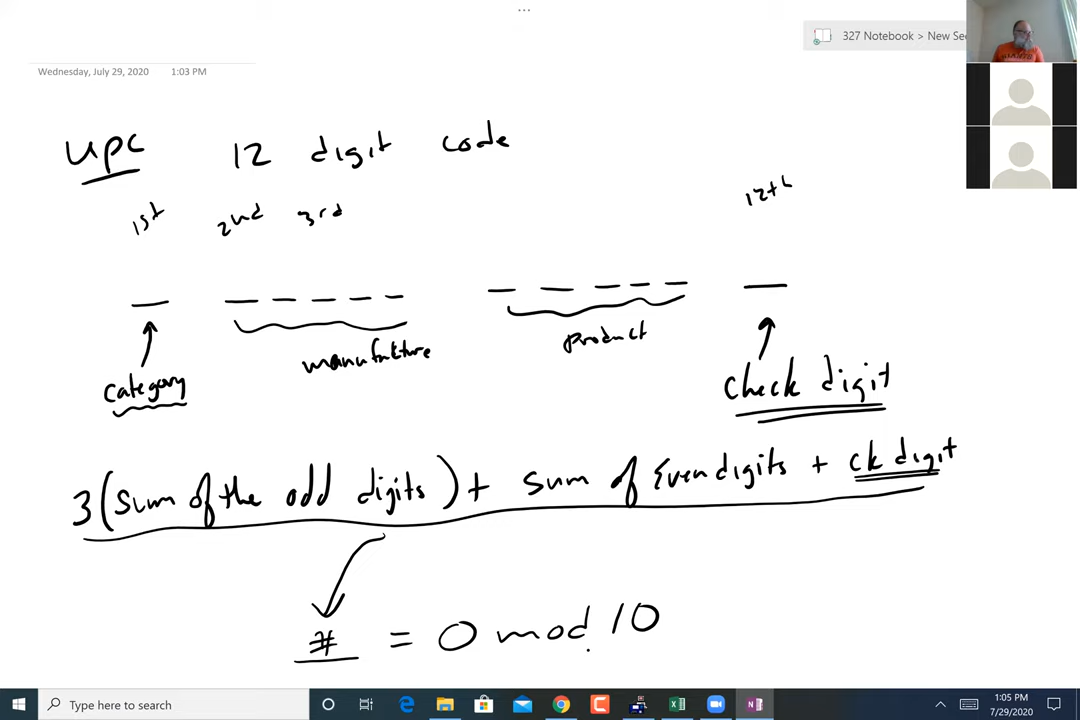 327 Notebook > New Sec
Wednesday, July 29, 2020 1:03 PM
UPC 12 digit code
1st 2nd 3rd 12th
manufakture product
category check digit
3(Sum of the odd digits) + sum of Even digits + ck digit
# = 0 mod 10
Type here to search
1:05 PM
7/29/2020